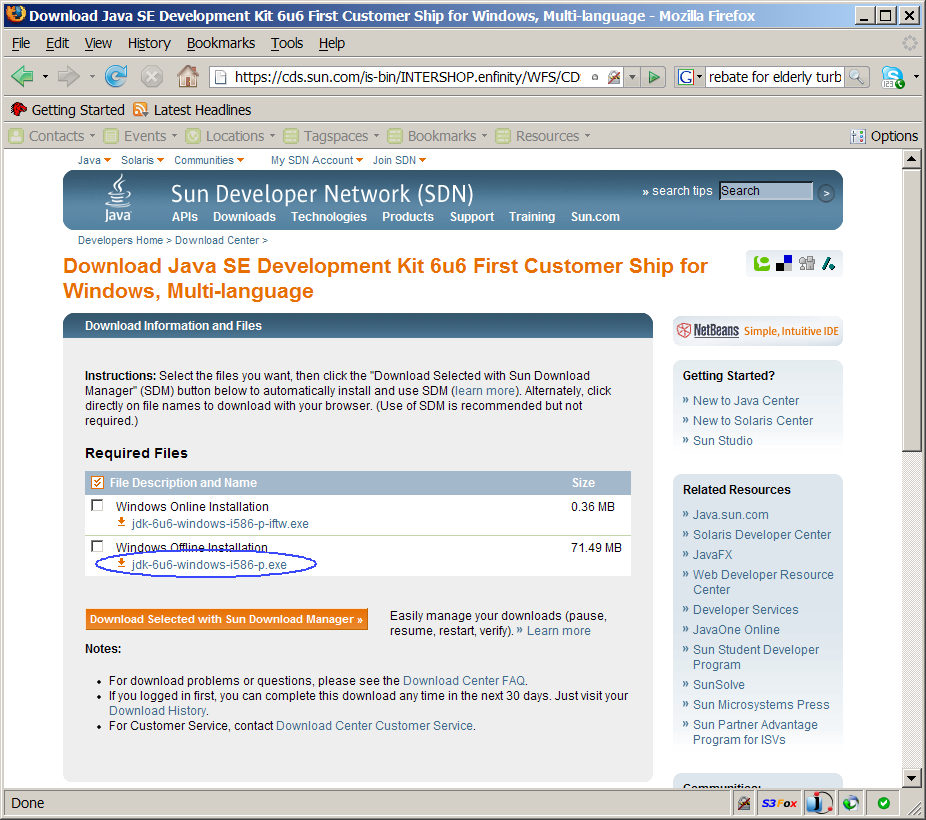 Download Java SE Development Kit 6u6 First Customer Ship for Windows, Multi-language - Mozilla Firefox
File Edit View History Bookmarks Tools Help
https://cds.sun.com/is-bin/INTERSHOP.enfinity/WFS/CD
G
rebate for elderly turb
Getting Started Latest Headlines
Contacts Events Locations Tagspaces Bookmarks Resources Options
Java Solaris Communities My SDN Account Join SDN
Java
Sun Developer Network (SDN)
» search tips Search >
APIs Downloads Technologies Products Support Training Sun.com
Developers Home > Download Center >
Download Java SE Development Kit 6u6 First Customer Ship for
Windows, Multi-language
Download Information and Files
Instructions: Select the files you want, then click the "Download Selected with Sun Download
Manager" (SDM) button below to automatically install and use SDM (learn more). Alternately, click
directly on file names to download with your browser. (Use of SDM is recommended but not
required.)
Required Files
File Description and Name Size
Windows Online Installation 0.36 MB
jdk-6u6-windows-i586-p-iftw.exe
Windows Offline Installation 71.49 MB
jdk-6u6-windows-i586-p.exe
Download Selected with Sun Download Manager »
Easily manage your downloads (pause,
resume, restart, verify). » Learn more
Notes:
• For download problems or questions, please see the Download Center FAQ.
• If you logged in first, you can complete this download any time in the next 30 days. Just visit your
Download History.
• For Customer Service, contact Download Center Customer Service.
NetBeans Simple, Intuitive IDE
Getting Started?
» New to Java Center
» New to Solaris Center
» Sun Studio
Related Resources
» Java.sun.com
» Solaris Developer Center
» JavaFX
» Web Developer Resource
Center
» Developer Services
» JavaOne Online
» Sun Student Developer
Program
» SunSolve
» Sun Microsystems Press
» Sun Partner Advantage
Program for ISVs
Communities:
Done
S3Fox